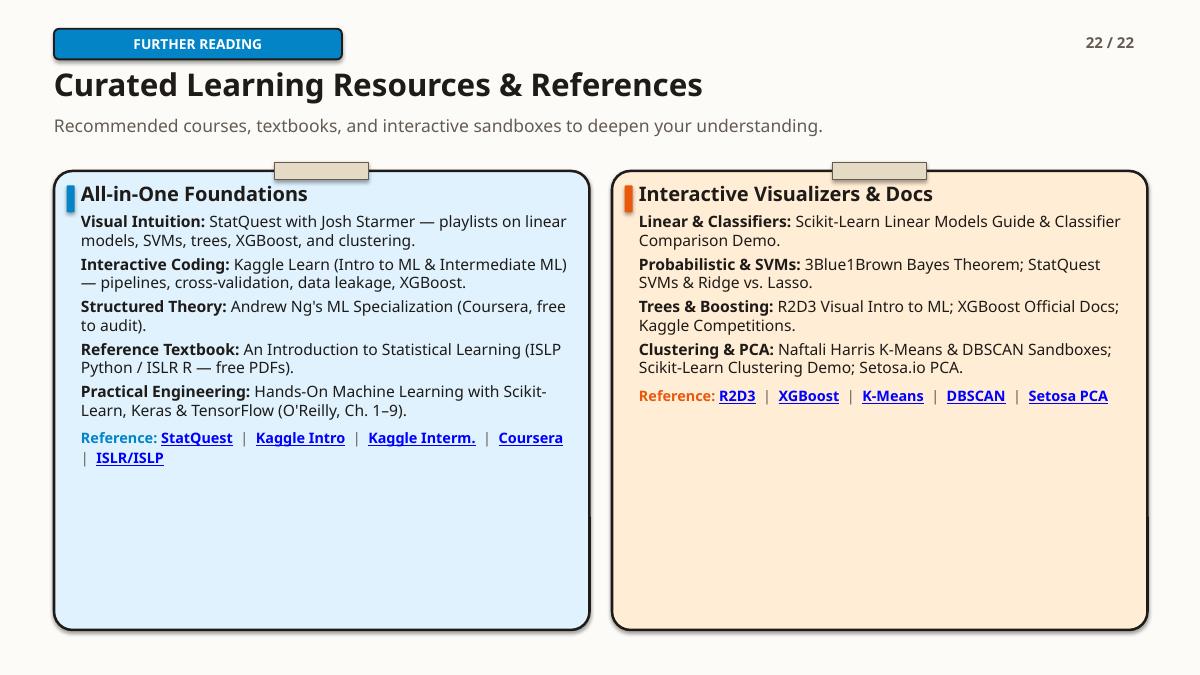 FURTHER READING
22 / 22
Curated Learning Resources & References
Recommended courses, textbooks, and interactive sandboxes to deepen your understanding.
All-in-One Foundations
Visual Intuition: StatQuest with Josh Starmer — playlists on linear
models, SVMs, trees, XGBoost, and clustering.
Interactive Coding: Kaggle Learn (Intro to ML & Intermediate ML)
— pipelines, cross-validation, data leakage, XGBoost.
Structured Theory: Andrew Ng's ML Specialization (Coursera, free
to audit).
Reference Textbook: An Introduction to Statistical Learning (ISLP
Python / ISLR R — free PDFs).
Practical Engineering: Hands-On Machine Learning with Scikit-
Learn, Keras & TensorFlow (O'Reilly, Ch. 1–9).
Reference: StatQuest | Kaggle Intro | Kaggle Interm. | Coursera
| ISLR/ISLP
Interactive Visualizers & Docs
Linear & Classifiers: Scikit-Learn Linear Models Guide & Classifier
Comparison Demo.
Probabilistic & SVMs: 3Blue1Brown Bayes Theorem; StatQuest
SVMs & Ridge vs. Lasso.
Trees & Boosting: R2D3 Visual Intro to ML; XGBoost Official Docs;
Kaggle Competitions.
Clustering & PCA: Naftali Harris K-Means & DBSCAN Sandboxes;
Scikit-Learn Clustering Demo; Setosa.io PCA.
Reference: R2D3 | XGBoost | K-Means | DBSCAN | Setosa PCA